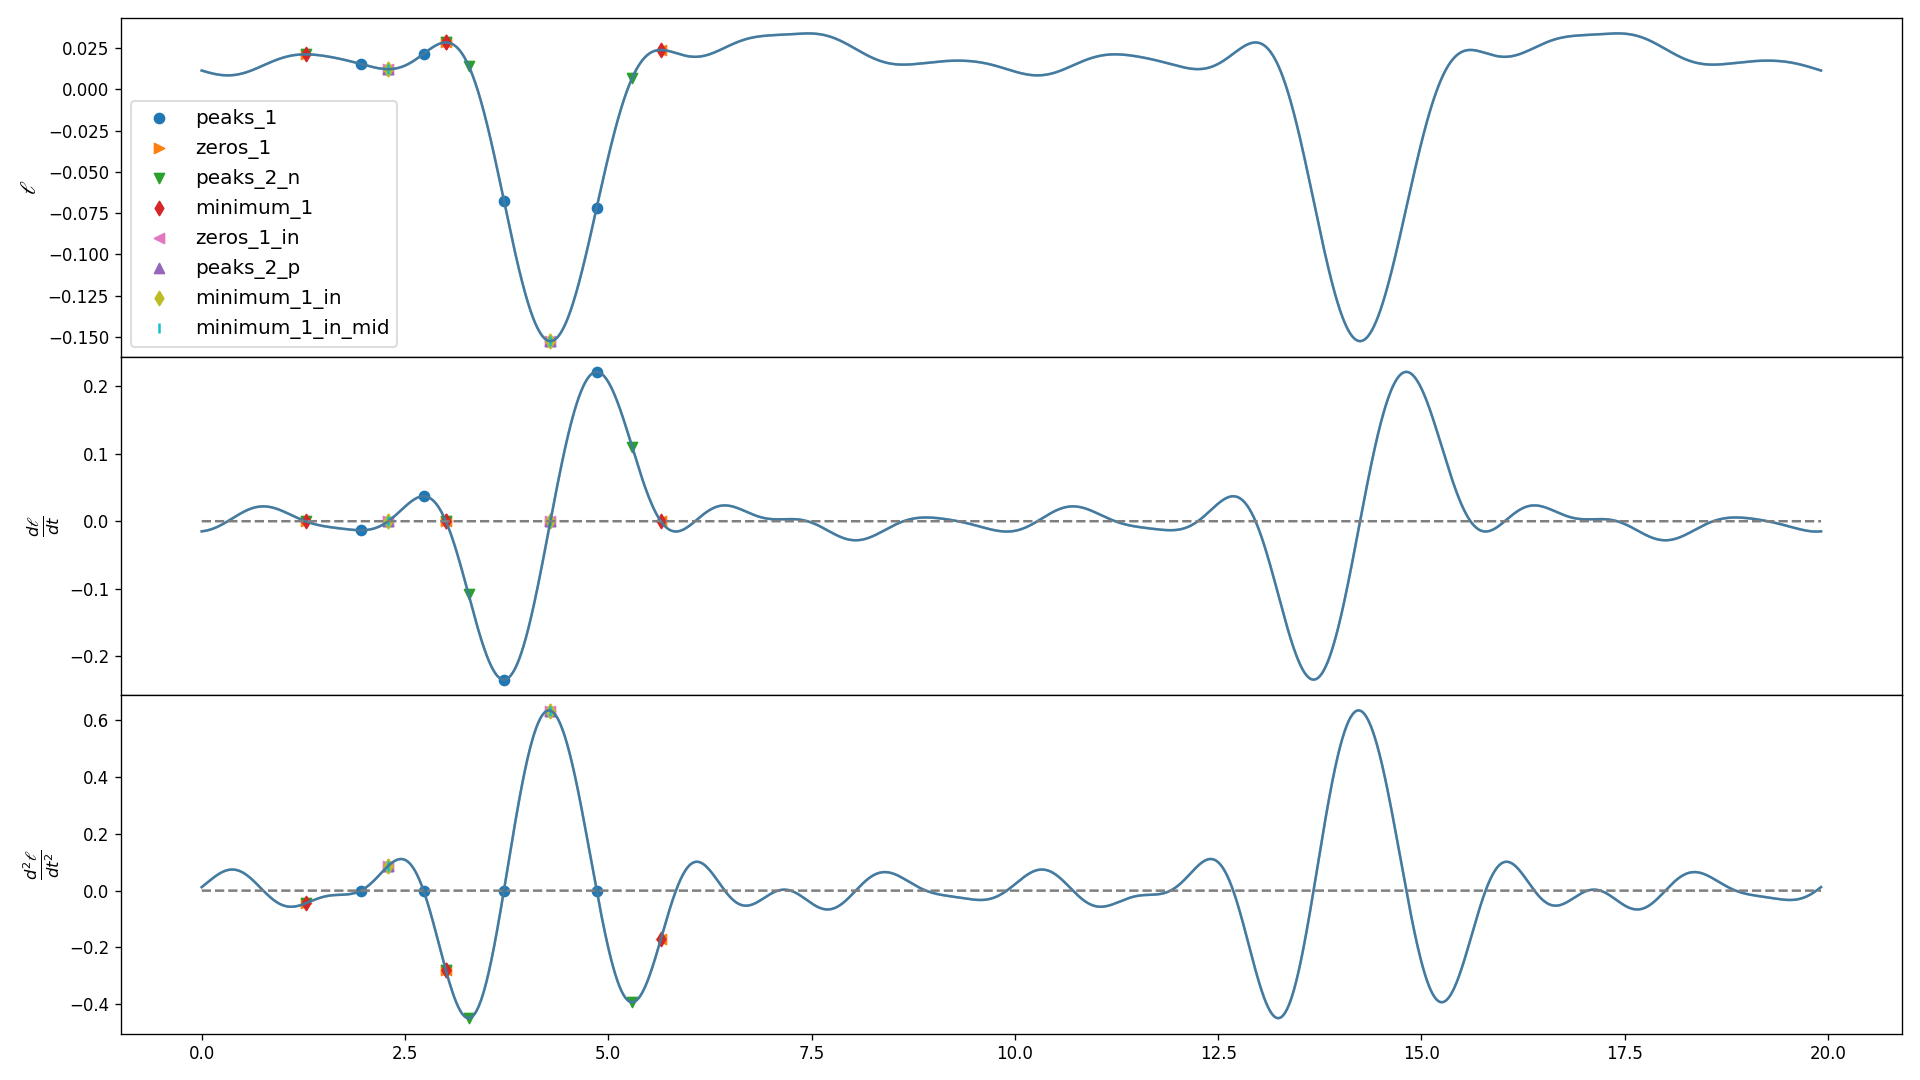 0.025
0.000
−0.025
−0.050
−0.075
−0.100
−0.125
−0.150
ℓ
peaks_1
zeros_1
peaks_2_n
minimum_1
zeros_1_in
peaks_2_p
minimum_1_in
minimum_1_in_mid
0.2
0.1
0.0
−0.1
−0.2
dℓ
dt
0.6
0.4
0.2
0.0
−0.2
−0.4
d²ℓ
dt²
0.0 2.5 5.0 7.5 10.0 12.5 15.0 17.5 20.0